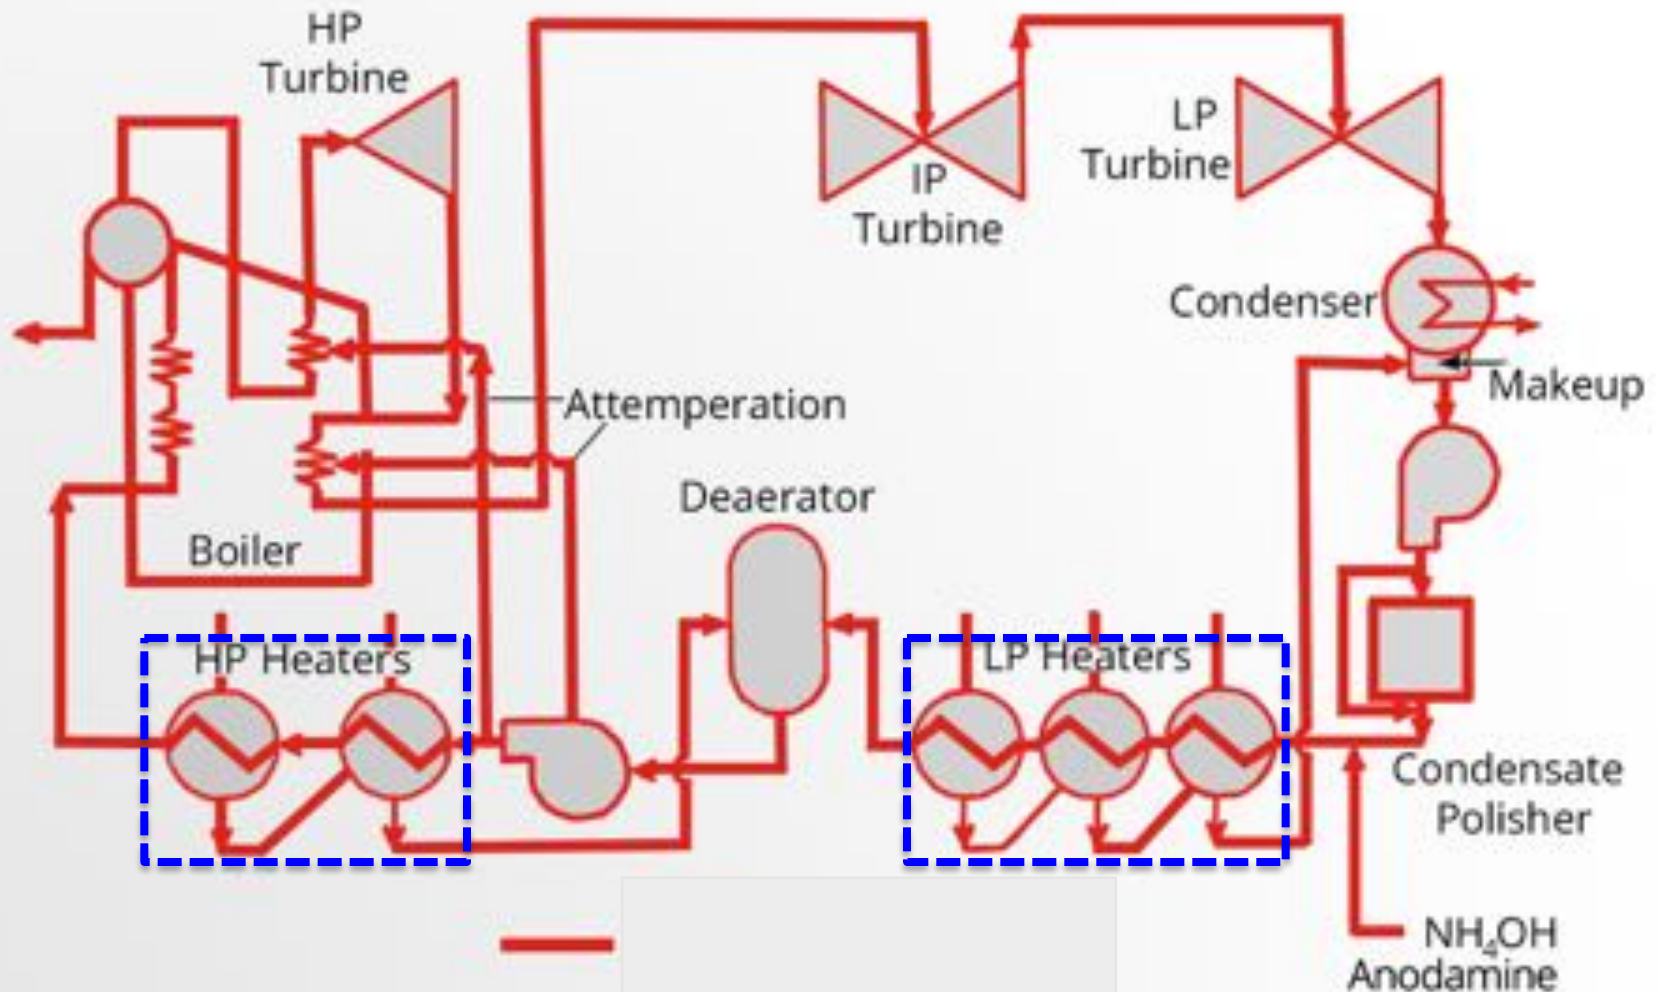 HP
Turbine
IP
Turbine
LP
Turbine
Condenser
Makeup
Attemperation
Deaerator
Boiler
HP Heaters
LP Heaters
Condensate
Polisher
NH₄OH
Anodamine